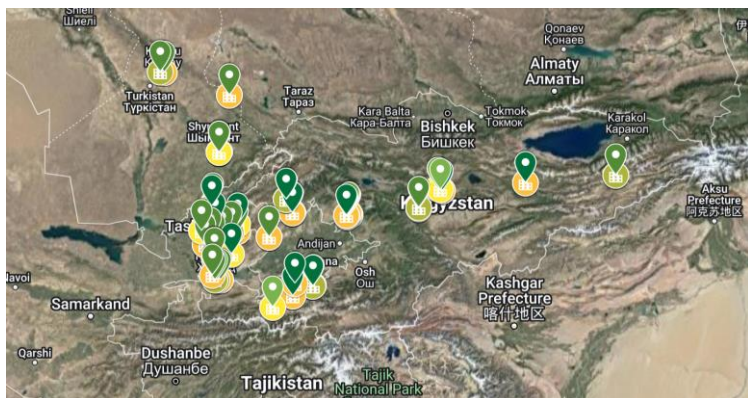 Shieli
Шиелі
Qonaev
Қонаев
Almaty
Алматы
Turkistan
Түркістан
Taraz
Тараз
Kara Balta
Кара-Балта
Tokmok
Токмок
Bishkek
Бишкек
Karakol
Каракол
Aksu
Prefecture
阿克苏地区
Andijan
Osh
Ош
Kashgar
Prefecture
喀什地区
Samarkand
Qarshi
Dushanbe
Душанбе
Tajikistan
Tajik
National Park